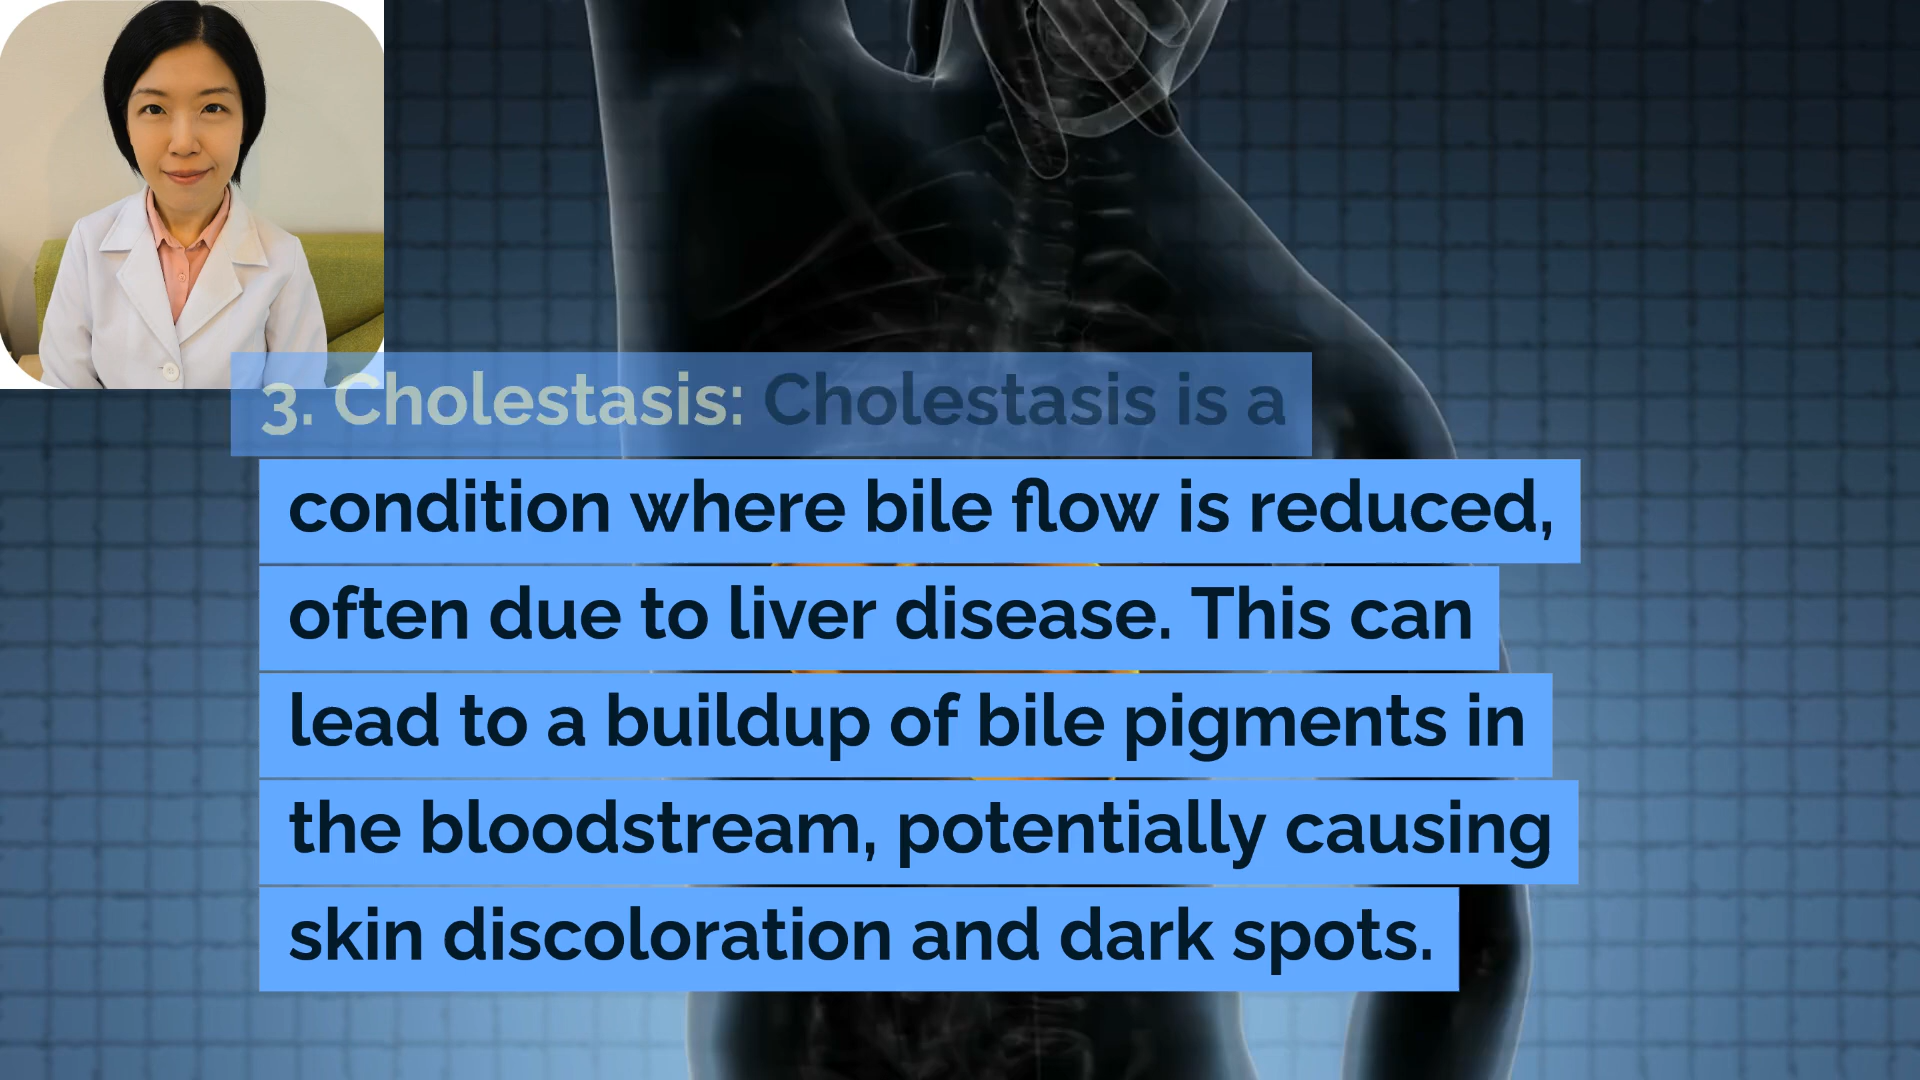 3. Cholestasis: Cholestasis is a
condition where bile flow is reduced,
often due to liver disease. This can
lead to a buildup of bile pigments in
the bloodstream, potentially causing
skin discoloration and dark spots.